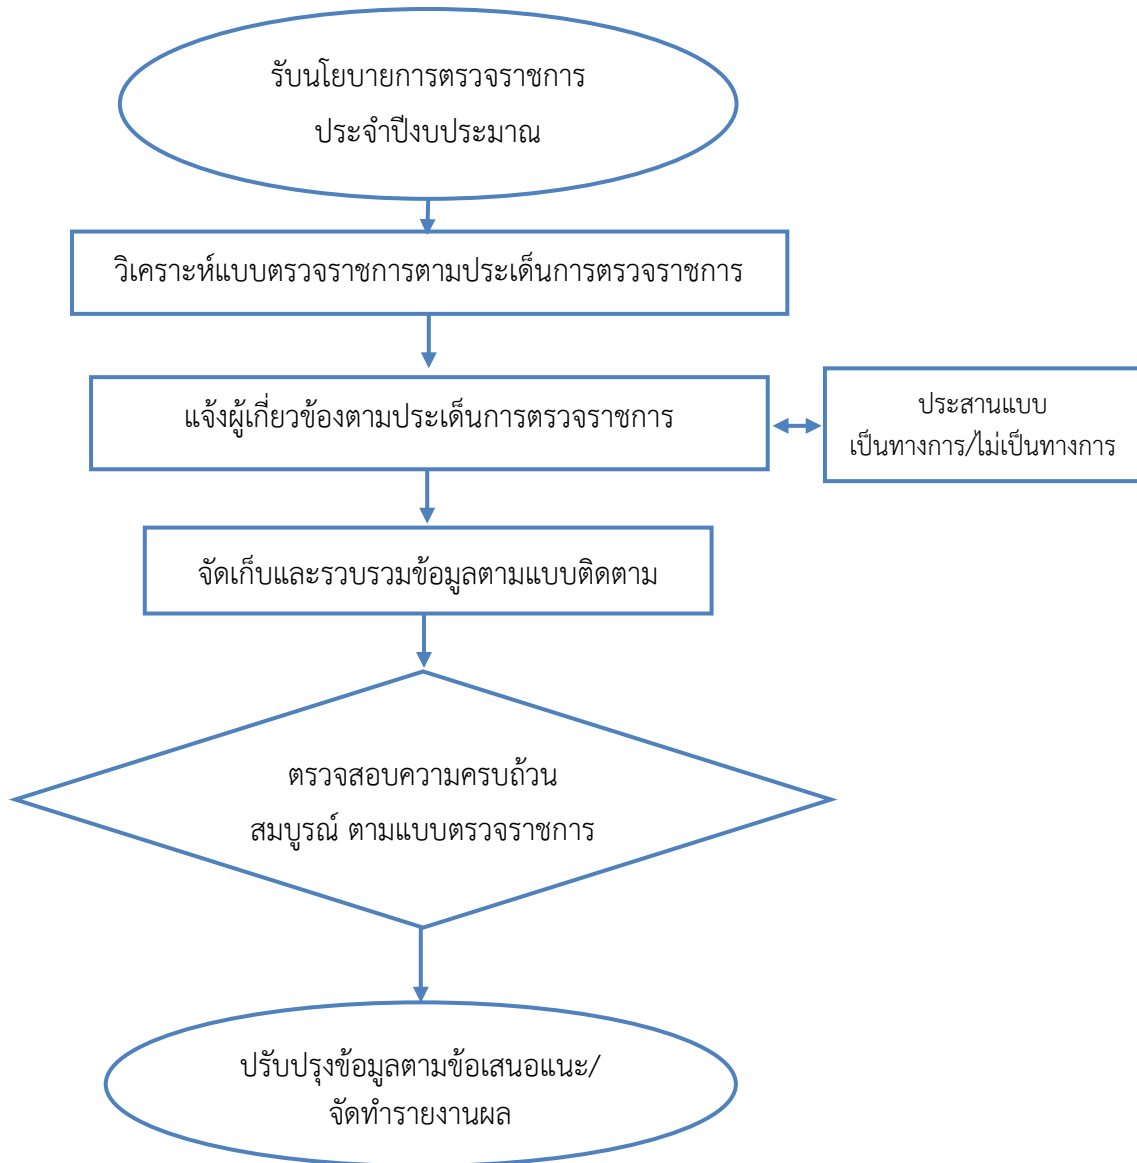 รับนโยบายการตรวจราชการ
ประจำปีงบประมาณ
วิเคราะห์แบบตรวจราชการตามประเด็นการตรวจราชการ
แจ้งผู้เกี่ยวข้องตามประเด็นการตรวจราชการ
ประสานแบบ
เป็นทางการ/ไม่เป็นทางการ
จัดเก็บและรวบรวมข้อมูลตามแบบติดตาม
ตรวจสอบความครบถ้วน
สมบูรณ์ ตามแบบตรวจราชการ
ปรับปรุงข้อมูลตามข้อเสนอแนะ/
จัดทำรายงานผล